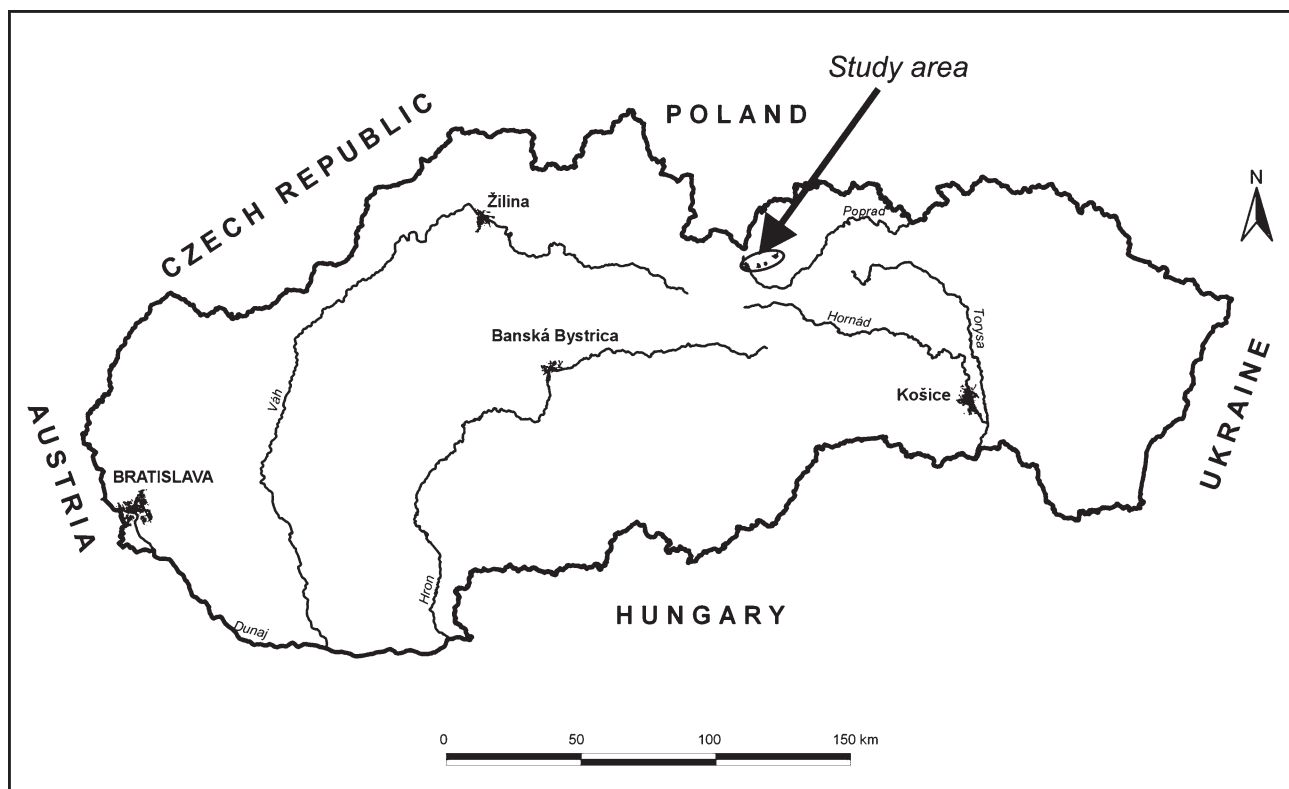 Study area
POLAND
CZECH REPUBLIC
N
Žilina
Poprad
Banská Bystrica
Hornád
Torysa
Váh
Košice
UKRAINE
AUSTRIA
BRATISLAVA
Hron
HUNGARY
Dunaj
0 50 100 150 km